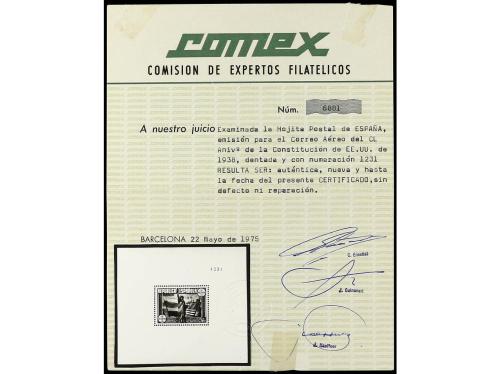 comex
COMISION DE EXPERTOS FILATELICOS
Núm. 6881
A nuestro juicio Examinada la Hojita Postal de ESPAÑA,
emisión para el Correo Aéreo del CL
Anivº de la Constitución de EE.UU. de
1938, dentada y con numeración 1231
RESULTA SER: auténtica, nueva y hasta
la fecha del presente CERTIFICADO, sin
defecto ni reparación.
BARCELONA 22 Mayo de 1975
1231